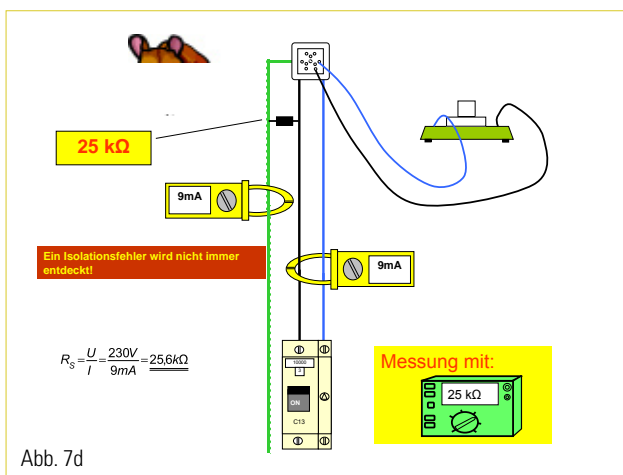 25 kΩ
9mA
Ein Isolationsfehler wird nicht immer
entdeckt!
9mA
R_S = U/I = 230V/9mA = 25,6kΩ
10000
3
ON
C13
Messung mit:
25 kΩ
Abb. 7d